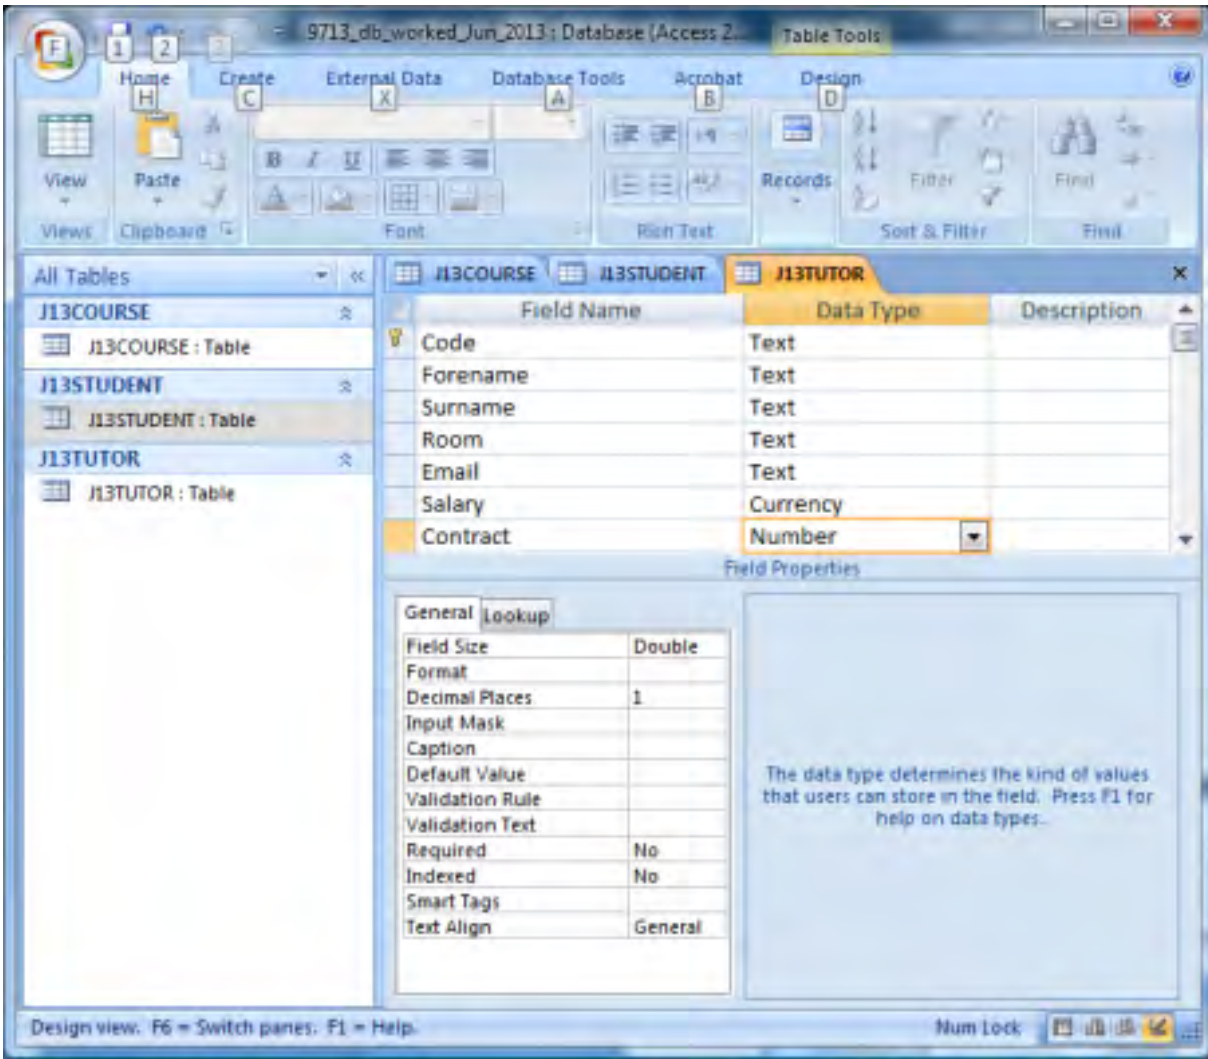 9713_db_worked_Jun_2013 : Database (Access 2... Table Tools
F 1 2
Home Create External Data Database Tools Acrobat Design
H C X A B D
View Paste B I U Records Filter Find
Views Clipboard Font Rich Text Sort & Filter Find
All Tables J13COURSE J13STUDENT J13TUTOR
J13COURSE
J13COURSE : Table
J13STUDENT
J13STUDENT : Table
J13TUTOR
J13TUTOR : Table
Field Name Data Type Description
Code Text
Forename Text
Surname Text
Room Text
Email Text
Salary Currency
Contract Number
Field Properties
General Lookup
Field Size Double
Format
Decimal Places 1
Input Mask
Caption
Default Value
Validation Rule
Validation Text
Required No
Indexed No
Smart Tags
Text Align General
The data type determines the kind of values
that users can store in the field. Press F1 for
help on data types.
Design view. F6 = Switch panes. F1 = Help. Num Lock